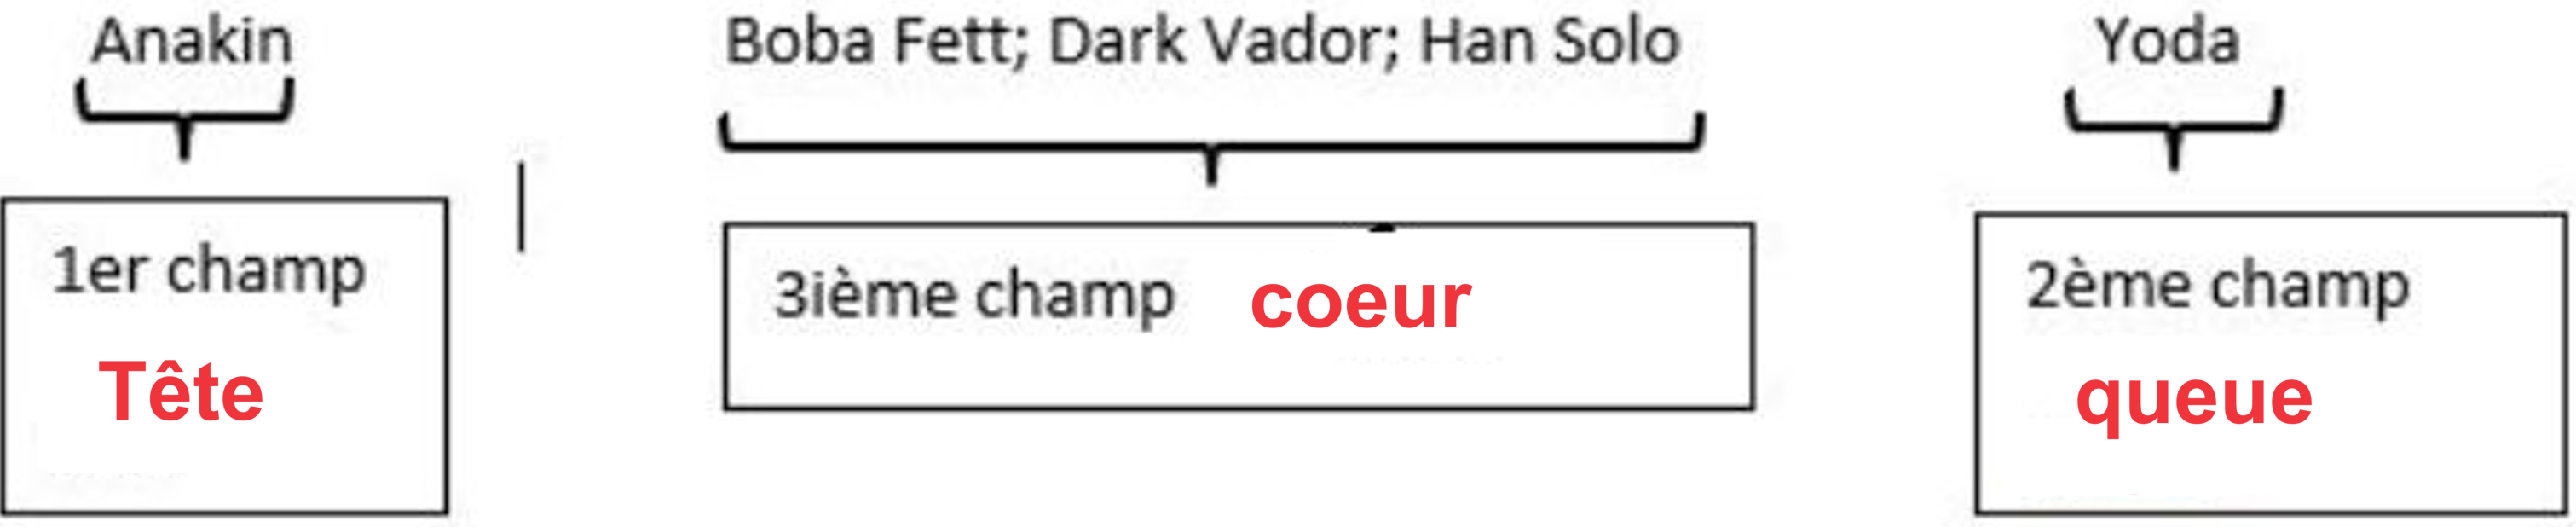 Anakin
Boba Fett; Dark Vador; Han Solo
Yoda
1er champ
Tête
3ième champ coeur
2ème champ
queue